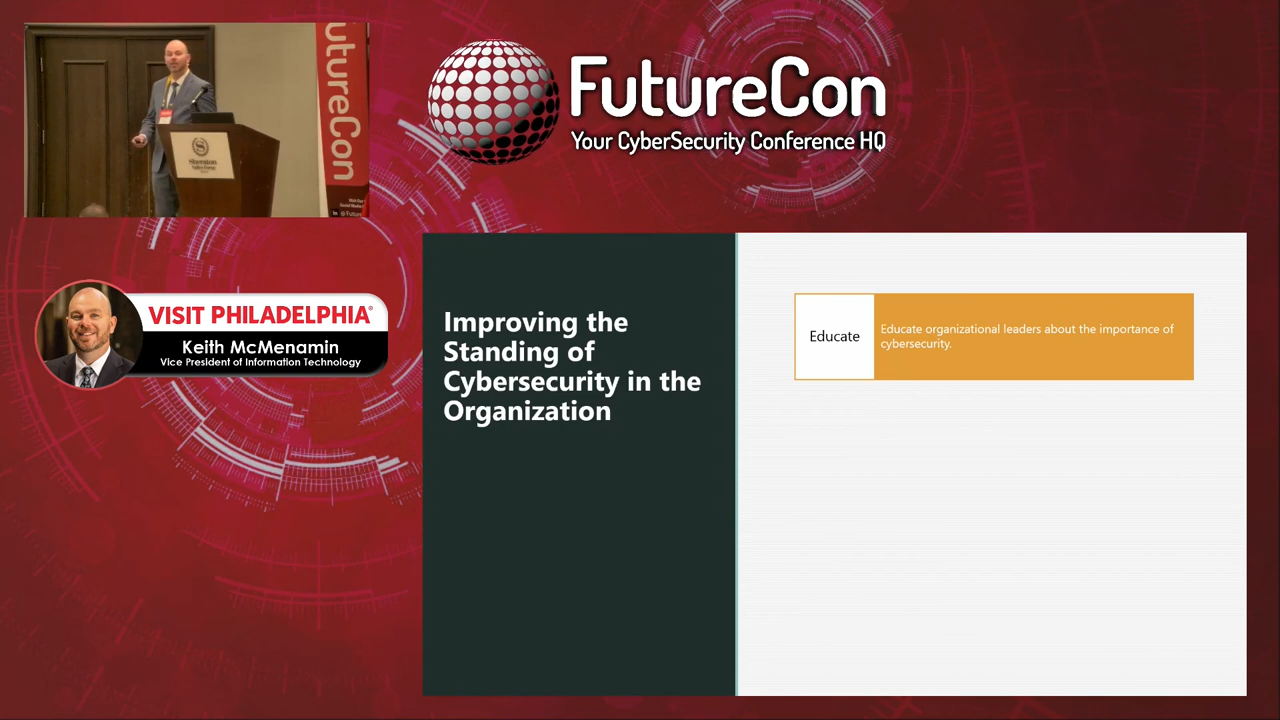 FutureCon
Your CyberSecurity Conference HQ
utureCon
Sheraton
VISIT PHILADELPHIA®
Keith McMenamin
Vice President of Information Technology
Improving the
Standing of
Cybersecurity in the
Organization
Educate
Educate organizational leaders about the importance of
cybersecurity.